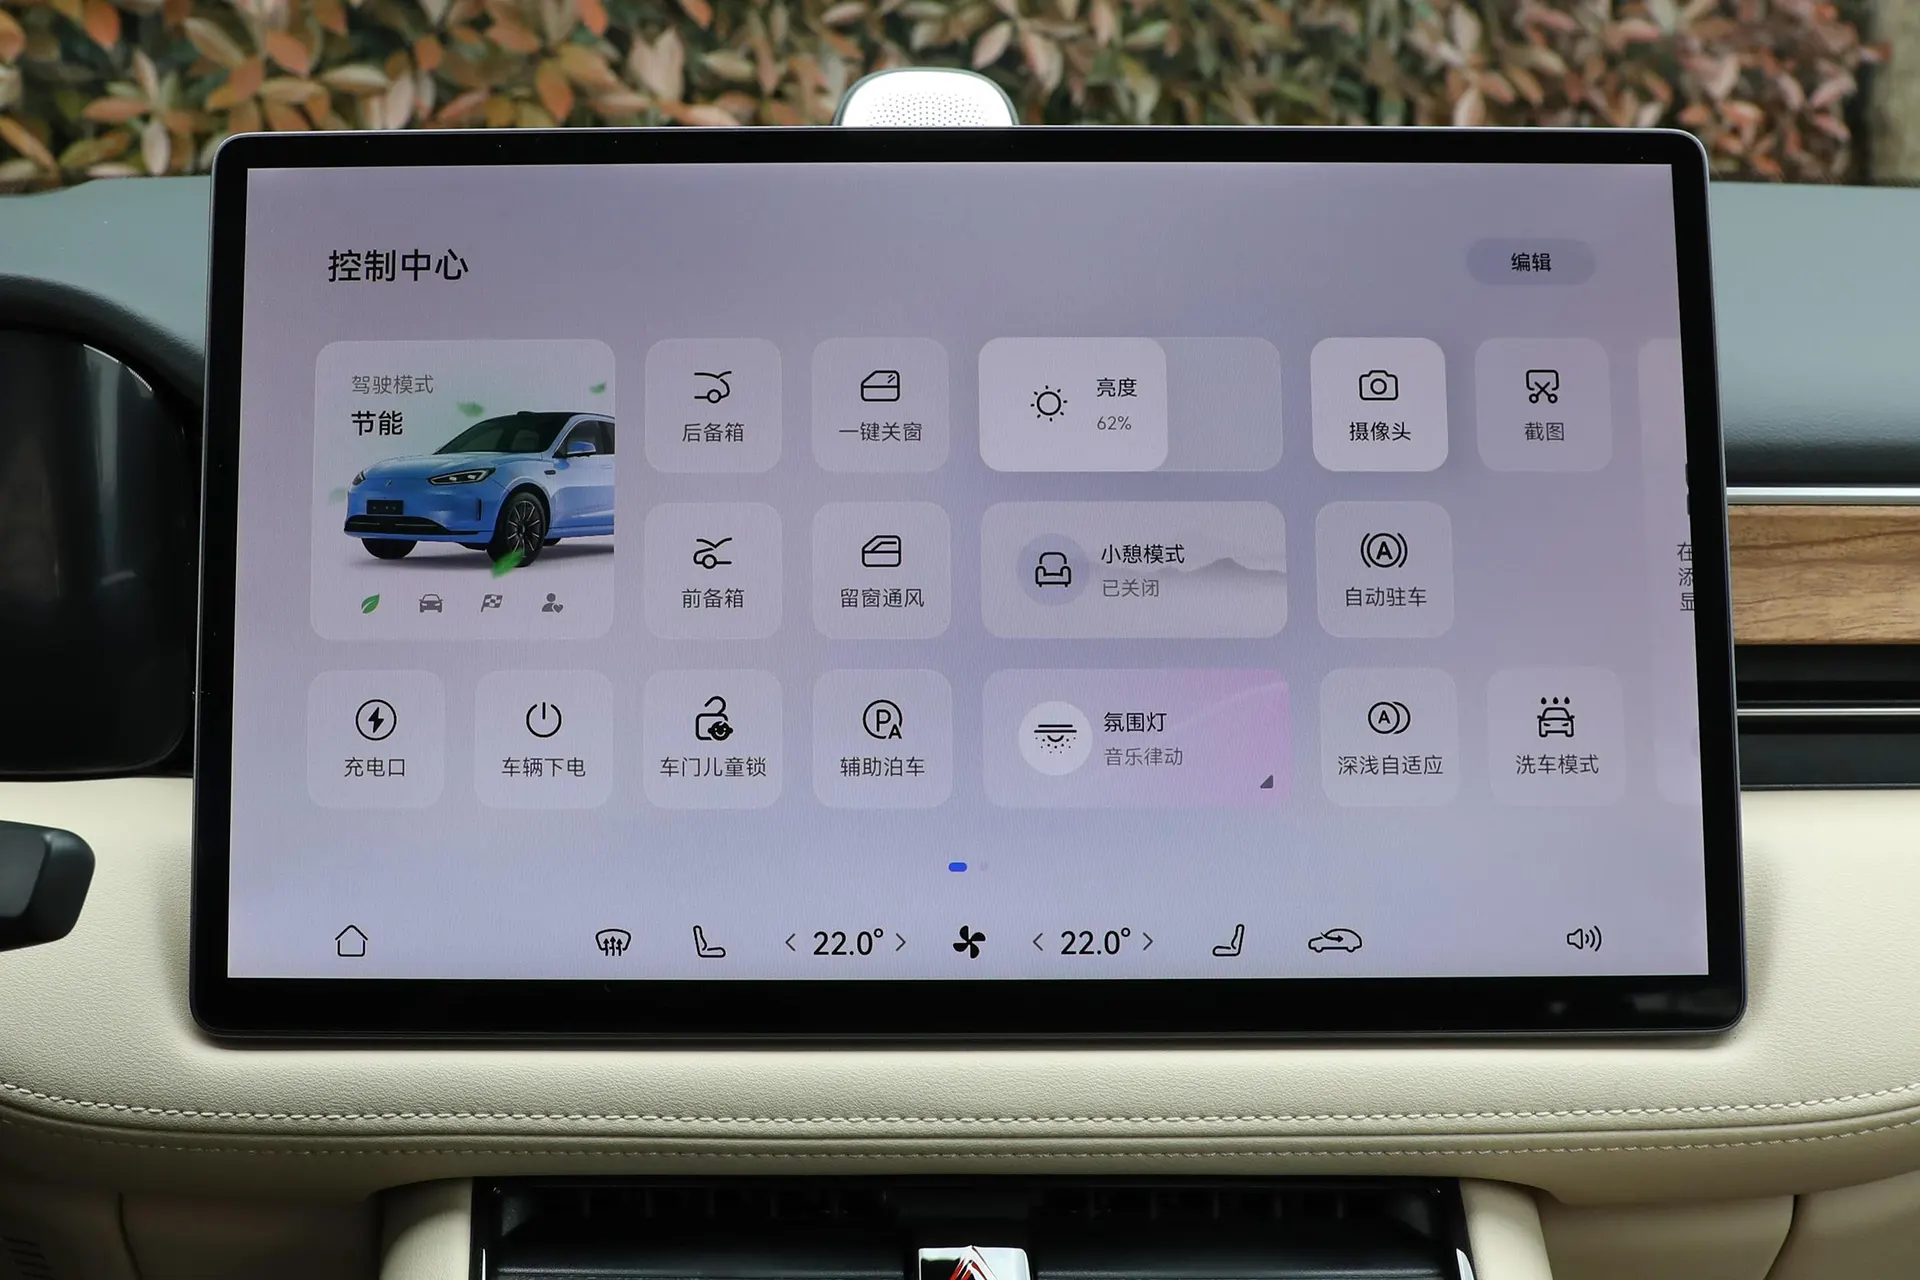 控制中心
编辑
驾驶模式
节能
后备箱
一键关窗
亮度
62%
摄像头
截图
前备箱
留窗通风
小憩模式
已关闭
自动驻车
在
添
显
充电口
车辆下电
车门儿童锁
辅助泊车
氛围灯
音乐律动
深浅自适应
洗车模式
< 22.0° >
< 22.0° >